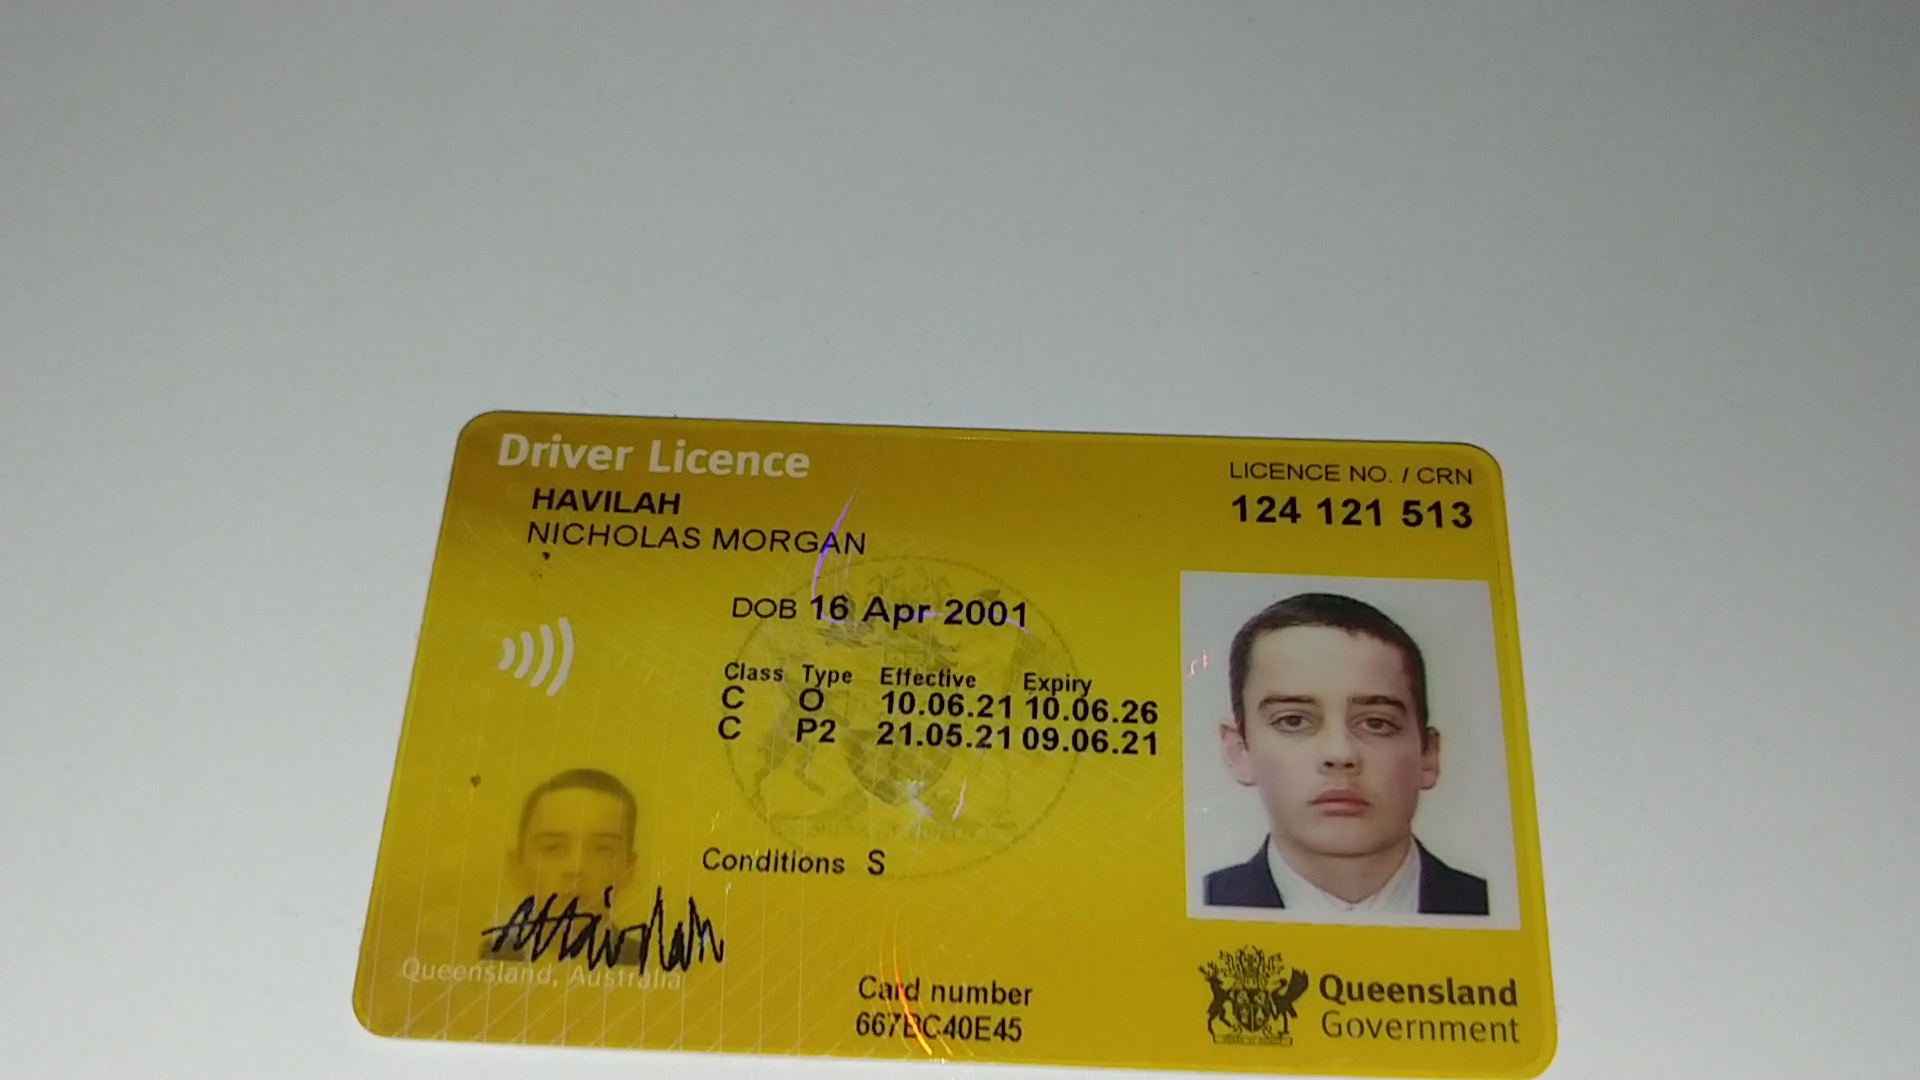 Driver Licence
LICENCE NO. / CRN
HAVILAH
124 121 513
NICHOLAS MORGAN
DOB 16 Apr 2001
Class Type Effective Expiry
C O 10.06.21 10.06.26
C P2 21.05.21 09.06.21
Conditions S
Queensland, Australia
Card number
667BC40E45
Queensland
Government